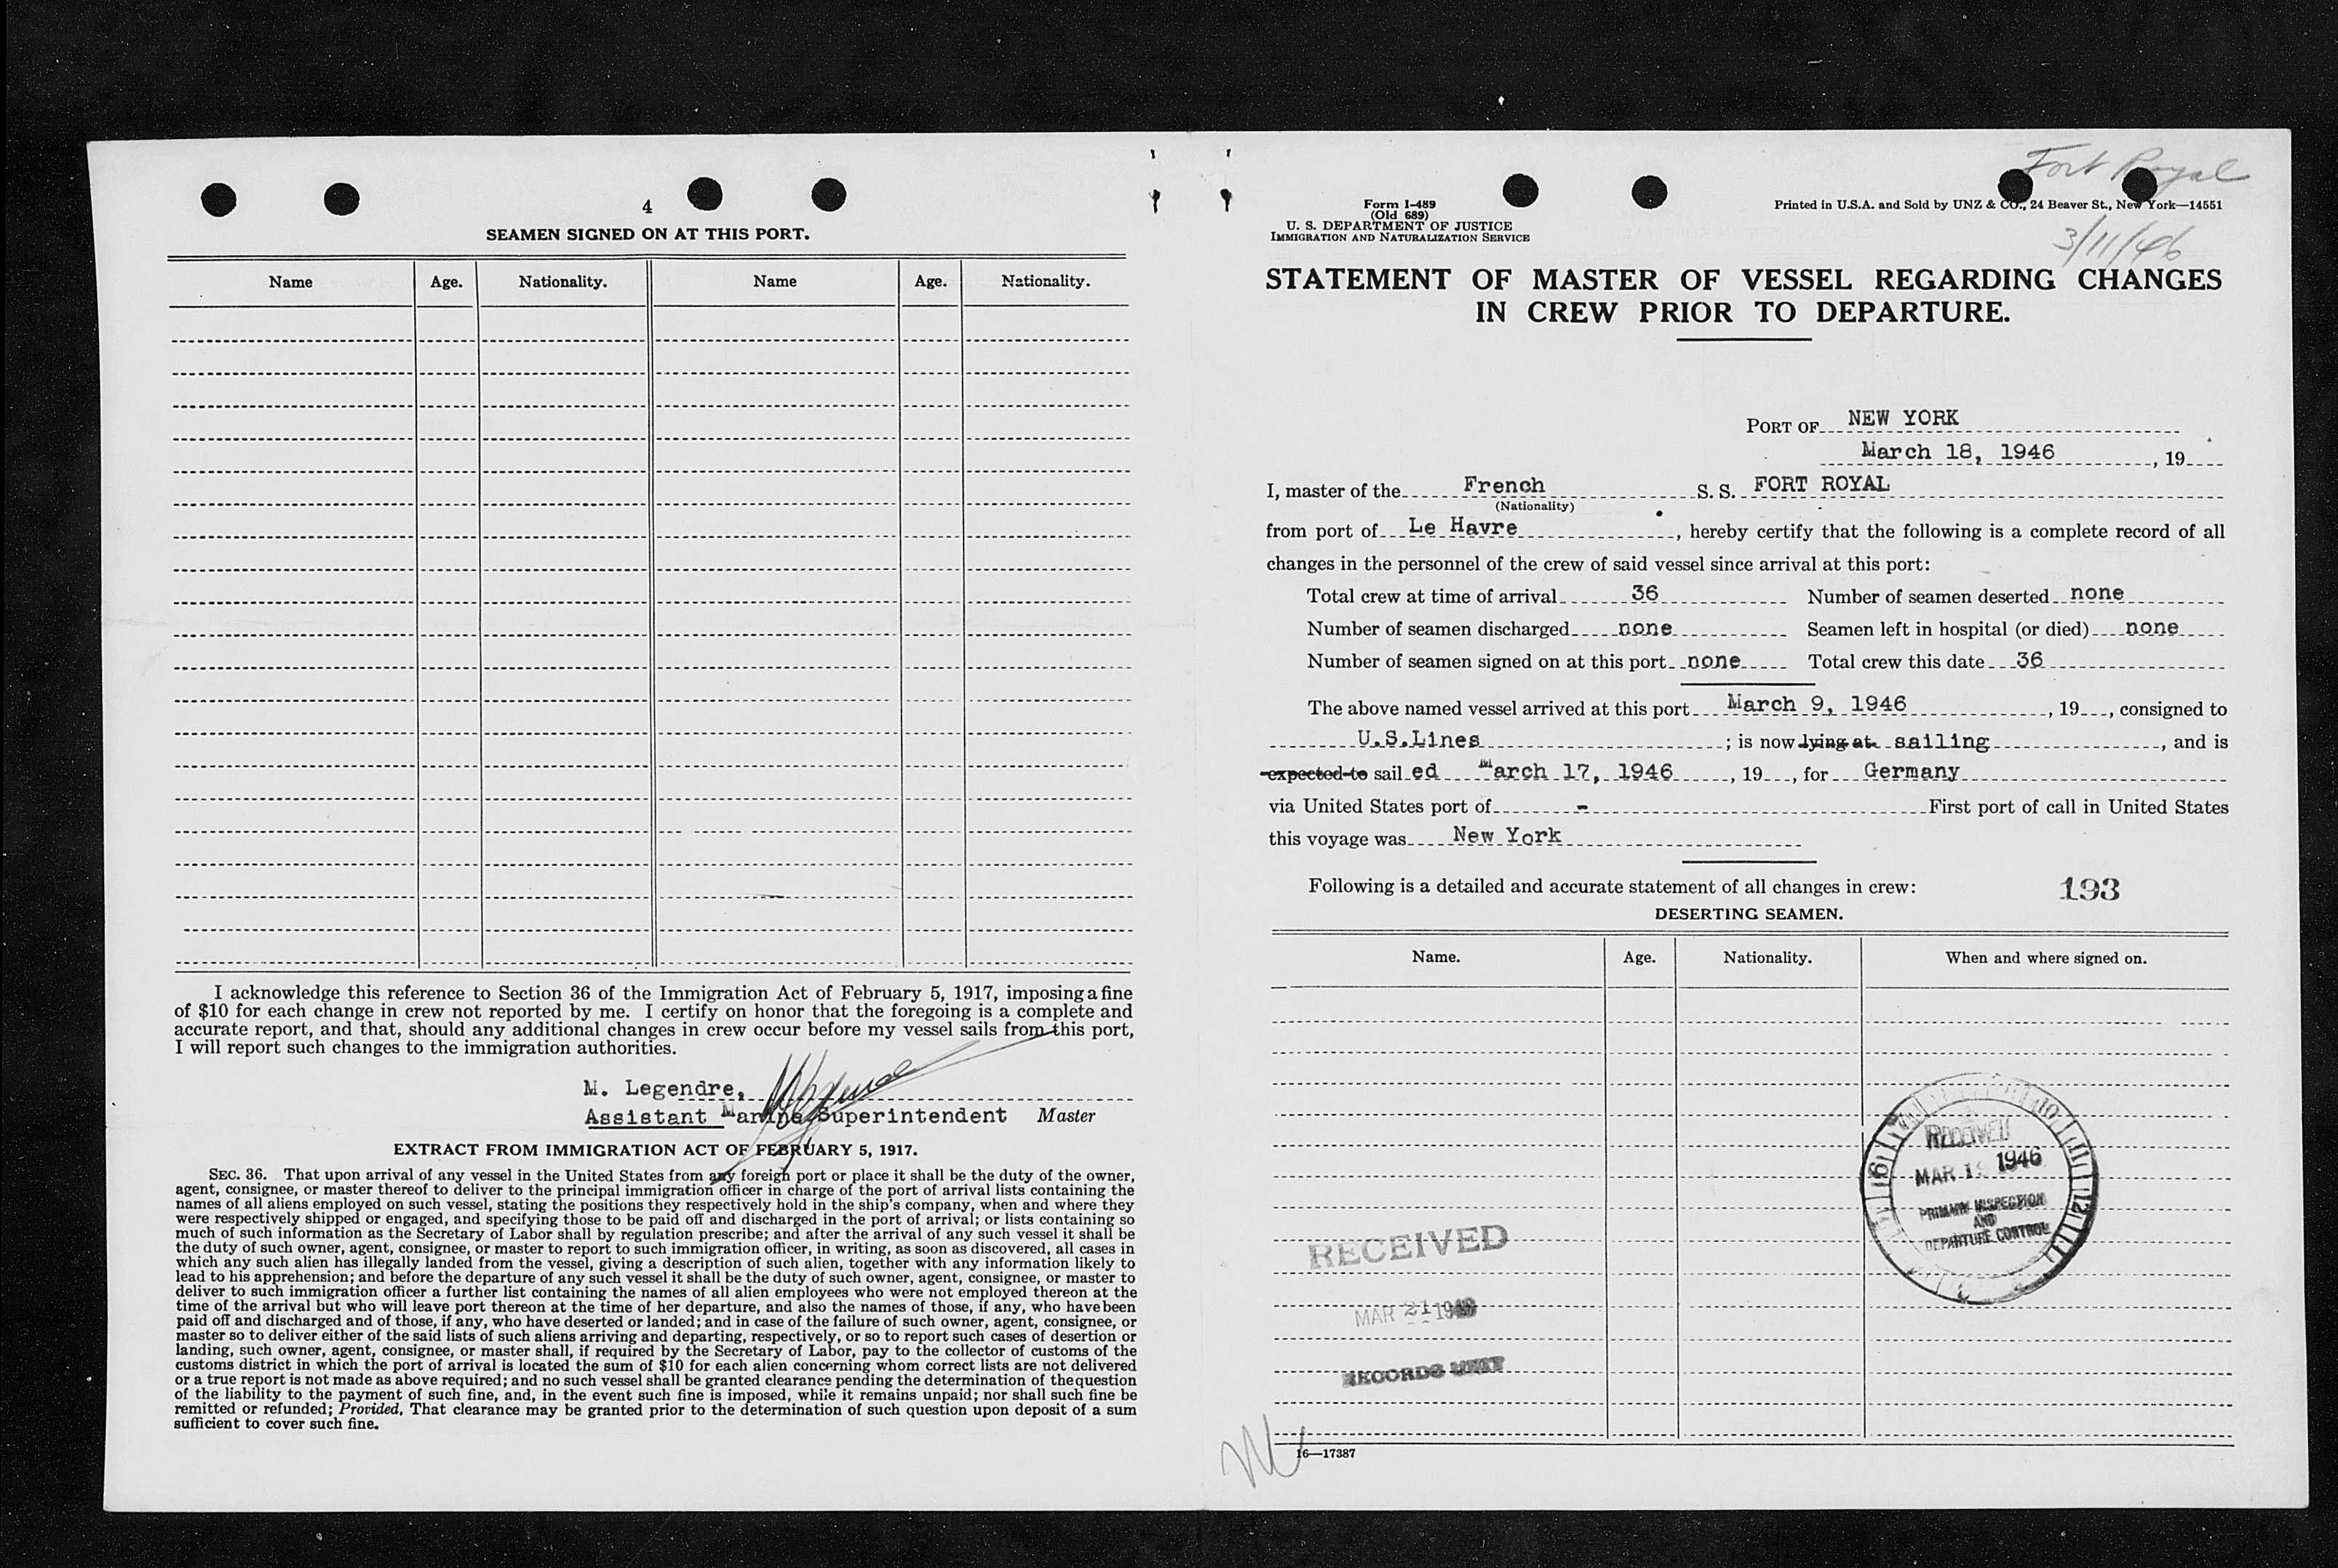 4
SEAMEN SIGNED ON AT THIS PORT.
Name Age. Nationality. Name Age. Nationality.
I acknowledge this reference to Section 36 of the Immigration Act of February 5, 1917, imposing a fine
of $10 for each change in crew not reported by me. I certify on honor that the foregoing is a complete and
accurate report, and that, should any additional changes in crew occur before my vessel sails from this port,
I will report such changes to the immigration authorities.
M. Legendre,
Assistant Marine Superintendent Master
EXTRACT FROM IMMIGRATION ACT OF FEBRUARY 5, 1917.
SEC. 36. That upon arrival of any vessel in the United States from any foreign port or place it shall be the duty of the owner,
agent, consignee, or master thereof to deliver to the principal immigration officer in charge of the port of arrival lists containing the
names of all aliens employed on such vessel, stating the positions they respectively hold in the ship's company, when and where they
were respectively shipped or engaged, and specifying those to be paid off and discharged in the port of arrival; or lists containing so
much of such information as the Secretary of Labor shall by regulation prescribe; and after the arrival of any such vessel it shall be
the duty of such owner, agent, consignee, or master to report to such immigration officer, in writing, as soon as discovered, all cases in
which any such alien has illegally landed from the vessel, giving a description of such alien, together with any information likely to
lead to his apprehension; and before the departure of any such vessel it shall be the duty of such owner, agent, consignee, or master to
deliver to such immigration officer a further list containing the names of all alien employees who were not employed thereon at the
time of the arrival but who will leave port thereon at the time of her departure, and also the names of those, if any, who have been
paid off and discharged and of those, if any, who have deserted or landed; and in case of the failure of such owner, agent, consignee, or
master so to deliver either of the said lists of such aliens arriving and departing, respectively, or so to report such cases of desertion or
landing, such owner, agent, consignee, or master shall, if required by the Secretary of Labor, pay to the collector of customs of the
customs district in which the port of arrival is located the sum of $10 for each alien concerning whom correct lists are not delivered
or a true report is not made as above required; and no such vessel shall be granted clearance pending the determination of the question
of the liability to the payment of such fine, and, in the event such fine is imposed, while it remains unpaid; nor shall such fine be
remitted or refunded; Provided, That clearance may be granted prior to the determination of such question upon deposit of a sum
sufficient to cover such fine.
Fort Royal
Form I-489
(Old 689)
U. S. DEPARTMENT OF JUSTICE
IMMIGRATION AND NATURALIZATION SERVICE
Printed in U.S.A. and Sold by UNZ & CO., 24 Beaver St., New York—14551
3/11/46
STATEMENT OF MASTER OF VESSEL REGARDING CHANGES
IN CREW PRIOR TO DEPARTURE.
PORT OF NEW YORK
March 18, 1946, 19
I, master of the French S. S. FORT ROYAL
(Nationality)
from port of Le Havre, hereby certify that the following is a complete record of all
changes in the personnel of the crew of said vessel since arrival at this port:
Total crew at time of arrival 36 Number of seamen deserted none
Number of seamen discharged none Seamen left in hospital (or died) none
Number of seamen signed on at this port none Total crew this date 36
The above named vessel arrived at this port March 9, 1946, 19, consigned to
U.S.Lines; is now lying at sailing, and is
expected to sail ed March 17, 1946, 19, for Germany
via United States port of - First port of call in United States
this voyage was New York
Following is a detailed and accurate statement of all changes in crew: 193
DESERTING SEAMEN.
Name. Age. Nationality. When and where signed on.
RECEIVED
MAR 1 1946
PRIMARY INSPECTION
AND
DEPARTURE CONTROL
RECEIVED
MAR 21
RECORDS UNIT
16—17387